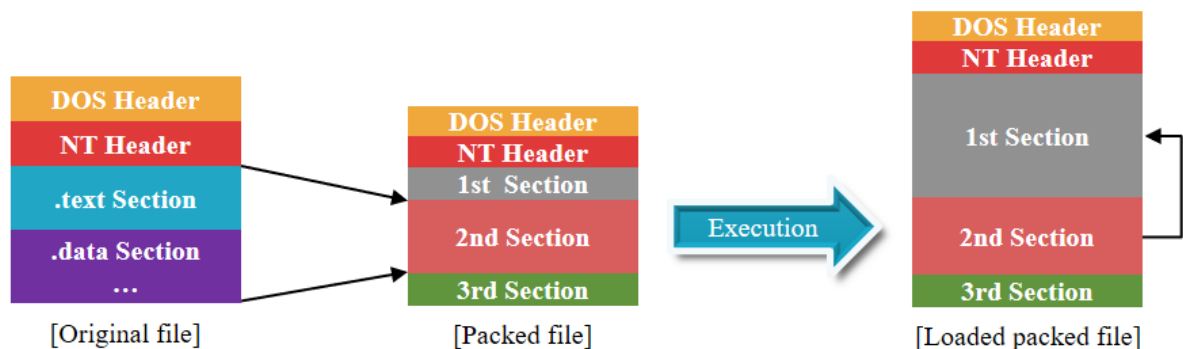 DOS Header
NT Header
.text Section
.data Section
...
[Original file]
DOS Header
NT Header
1st Section
2nd Section
3rd Section
[Packed file]
Execution
DOS Header
NT Header
1st Section
2nd Section
3rd Section
[Loaded packed file]